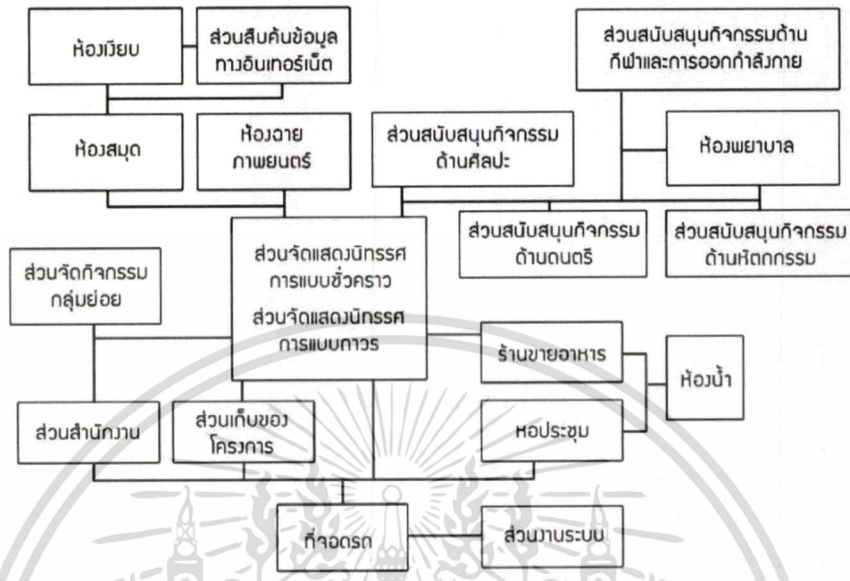 ห้องเงียบ
ส่วนสืบค้นข้อมูล
ทางอินเทอร์เน็ต
ส่วนสนับสนุนกิจกรรมด้าน
กีฬาและการออกกำลังกาย
ห้องสมุด
ห้องฉาย
ภาพยนตร์
ส่วนสนับสนุนกิจกรรม
ด้านศิลปะ
ห้องพยาบาล
ส่วนสนับสนุนกิจกรรม
ด้านดนตรี
ส่วนสนับสนุนกิจกรรม
ด้านหัตถกรรม
ส่วนจัดกิจกรรม
กลุ่มย่อย
ส่วนจัดแสดงนิทรรศ
การแบบชั่วคราว
ส่วนจัดแสดงนิทรรศ
การแบบถาวร
ร้านขายอาหาร
ห้องน้ำ
ส่วนสำนักงาน
ส่วนเก็บของ
โครงการ
หอประชุม
ที่จอดรถ
ส่วนงานระบบ